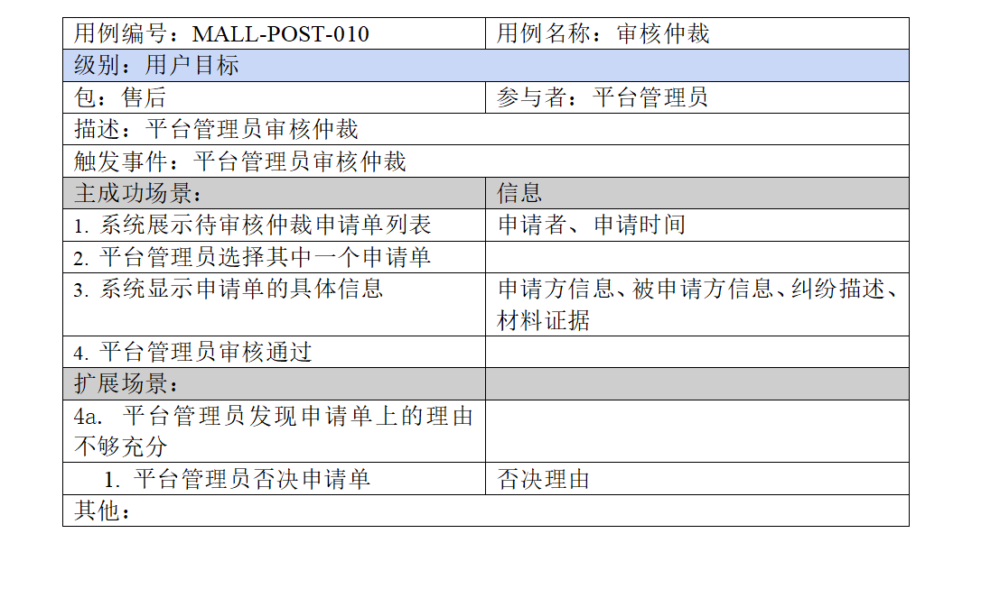 用例编号：MALL-POST-010
用例名称：审核仲裁
级别：用户目标
包：售后
参与者：平台管理员
描述：平台管理员审核仲裁
触发事件：平台管理员审核仲裁
主成功场景：
信息
1. 系统展示待审核仲裁申请单列表
申请者、申请时间
2. 平台管理员选择其中一个申请单
3. 系统显示申请单的具体信息
申请方信息、被申请方信息、纠纷描述、
材料证据
4. 平台管理员审核通过
扩展场景：
4a. 平台管理员发现申请单上的理由
不够充分
1. 平台管理员否决申请单
否决理由
其他：